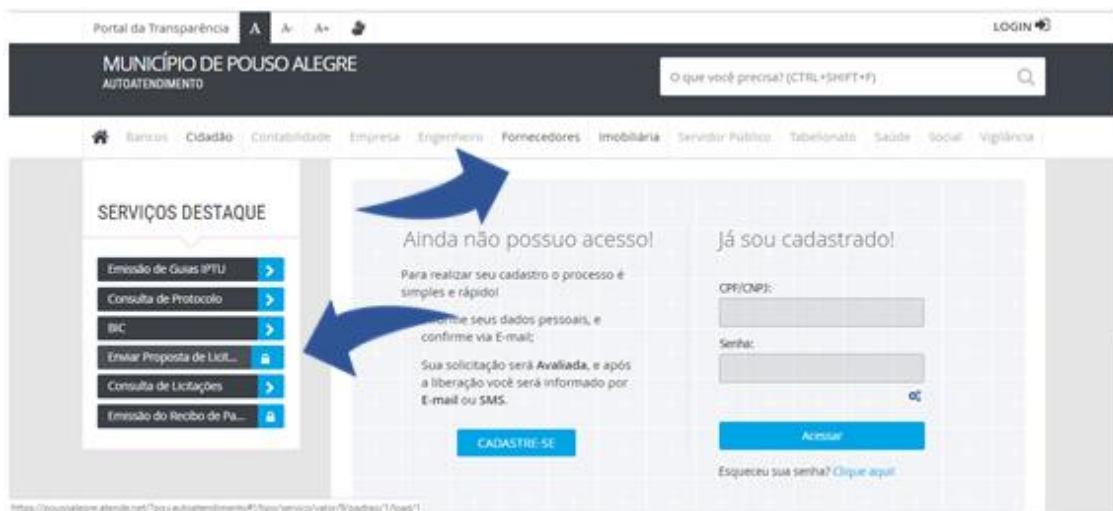 Portal da Transparência A A- A+
LOGIN
MUNICÍPIO DE POUSO ALEGRE
AUTOATENDIMENTO
O que você precisa? (CTRL+SHIFT+F)
Bancos Cidadão Contabilidade Empresa Engenheiro Fornecedores Imobiliária Servidor Público Tabelionato Saúde Social Vigilância
SERVIÇOS DESTAQUE
Emissão de Guias IPTU
Consulta de Protocolo
BIC
Enviar Proposta de Licit...
Consulta de Licitações
Emissão do Recibo de Pa...
Ainda não possuo acesso!
Para realizar seu cadastro o processo é
simples e rápido!
seus dados pessoais, e
confirme via E-mail;
Sua solicitação será Avaliada, e após
a liberação você será informado por
E-mail ou SMS.
CADASTRE-SE
Já sou cadastrado!
CPF/CNPJ:
Senha:
Acessar
Esqueceu sua senha? Clique aqui!